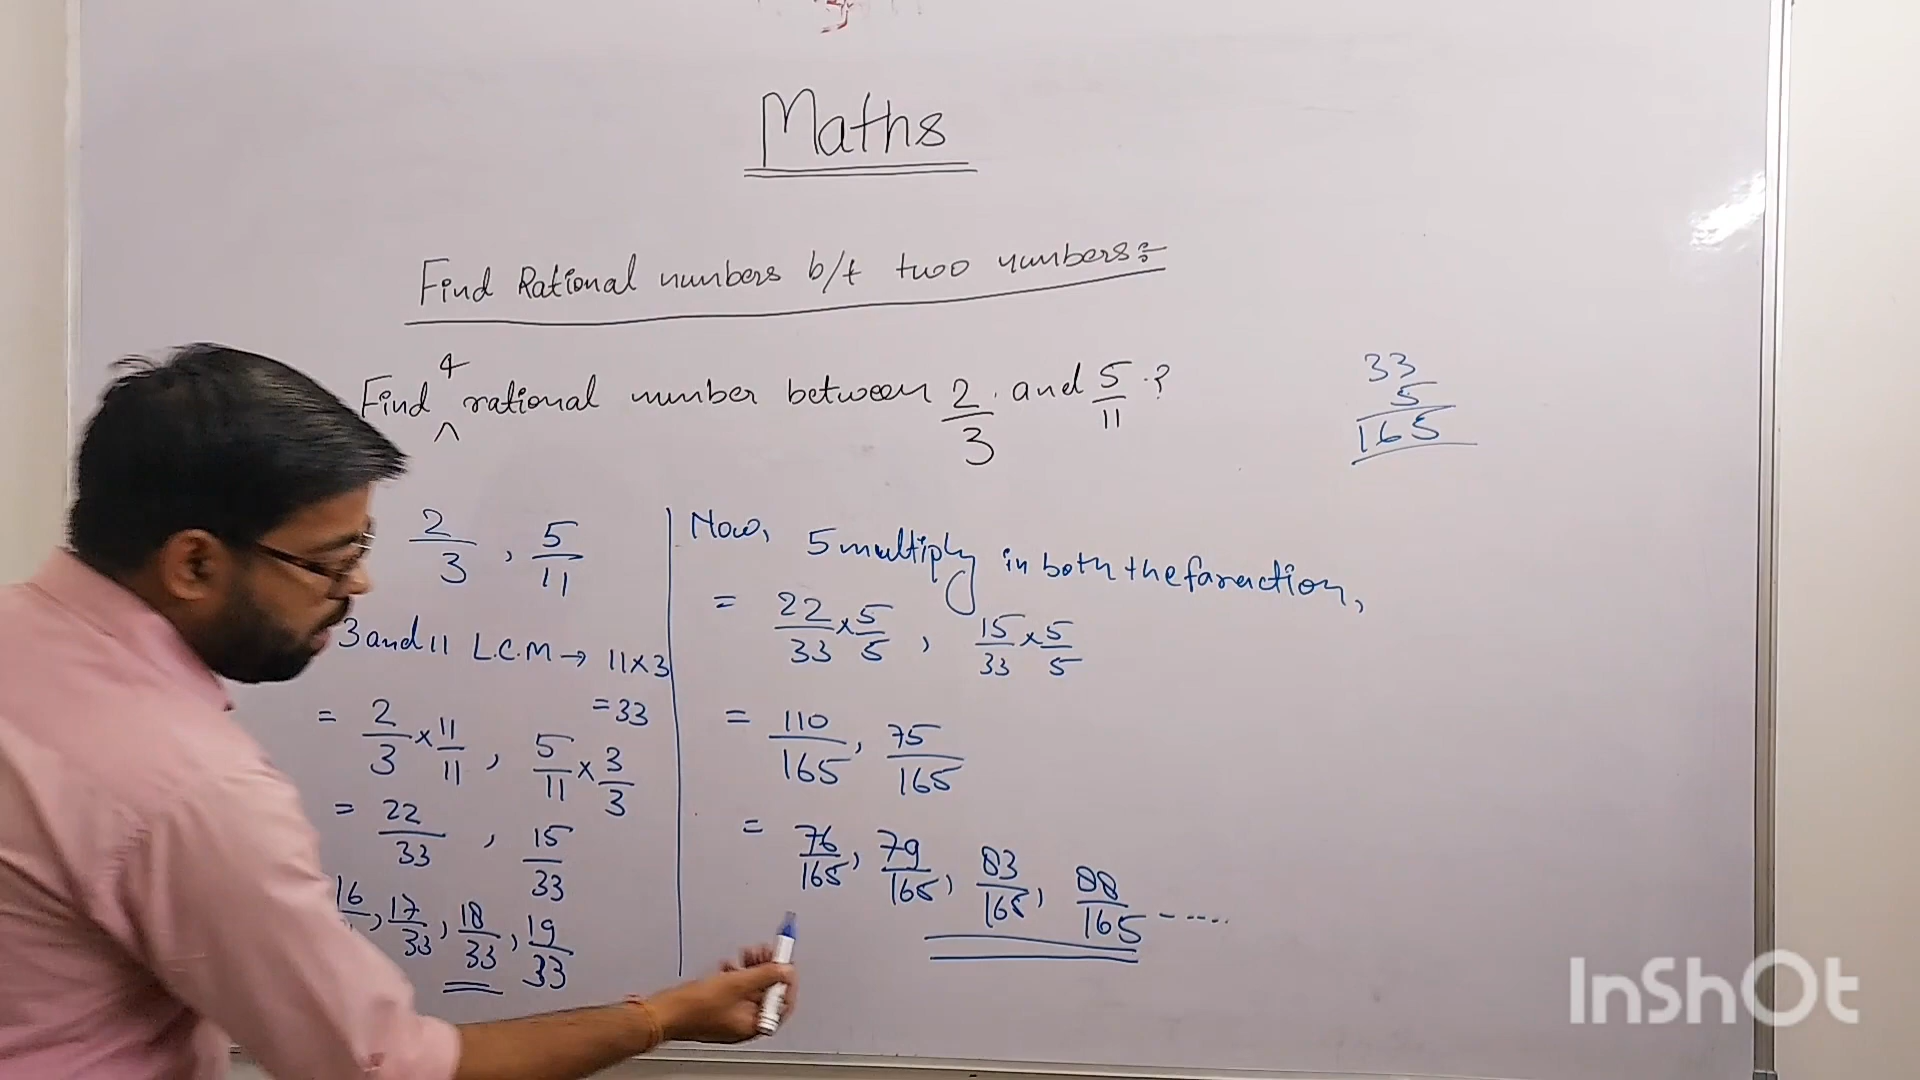 Maths
Find Rational numbers b/t two numbers:-
4
Find ^ rational number between 2/3 and 5/11 ?
33
5
165
2/3 , 5/11
3 and 11 L.C.M → 11×3
=33
= 2/3 × 11/11 , 5/11 × 3/3
= 22/33 , 15/33
16, 17/33, 18/33, 19/33
Now, 5 multiply in both the faraction,
= 22/33 × 5/5 , 15/33 × 5/5
= 110/165, 75/165
= 76/165, 79/165, 83/165, 88/165 -----
InShOt